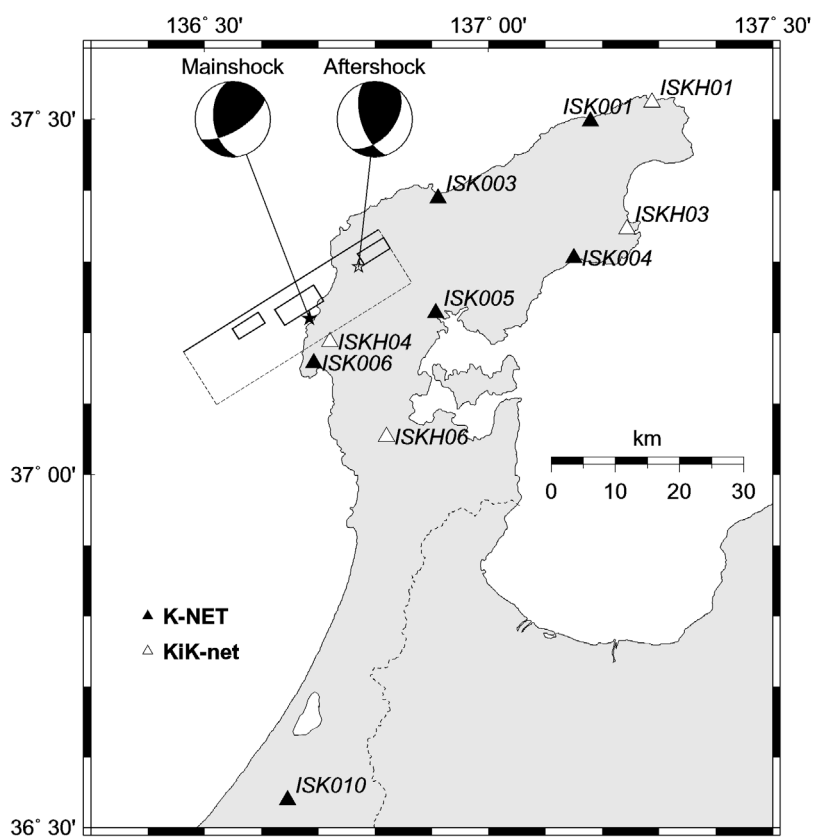 136° 30'
137° 00'
137° 30'
Mainshock
Aftershock
ISKH01
37° 30'
ISK001
ISK003
ISKH03
ISK004
ISK005
ISKH04
ISK006
ISKH06
km
37° 00'
0 10 20 30
K-NET
KiK-net
ISK010
36° 30'